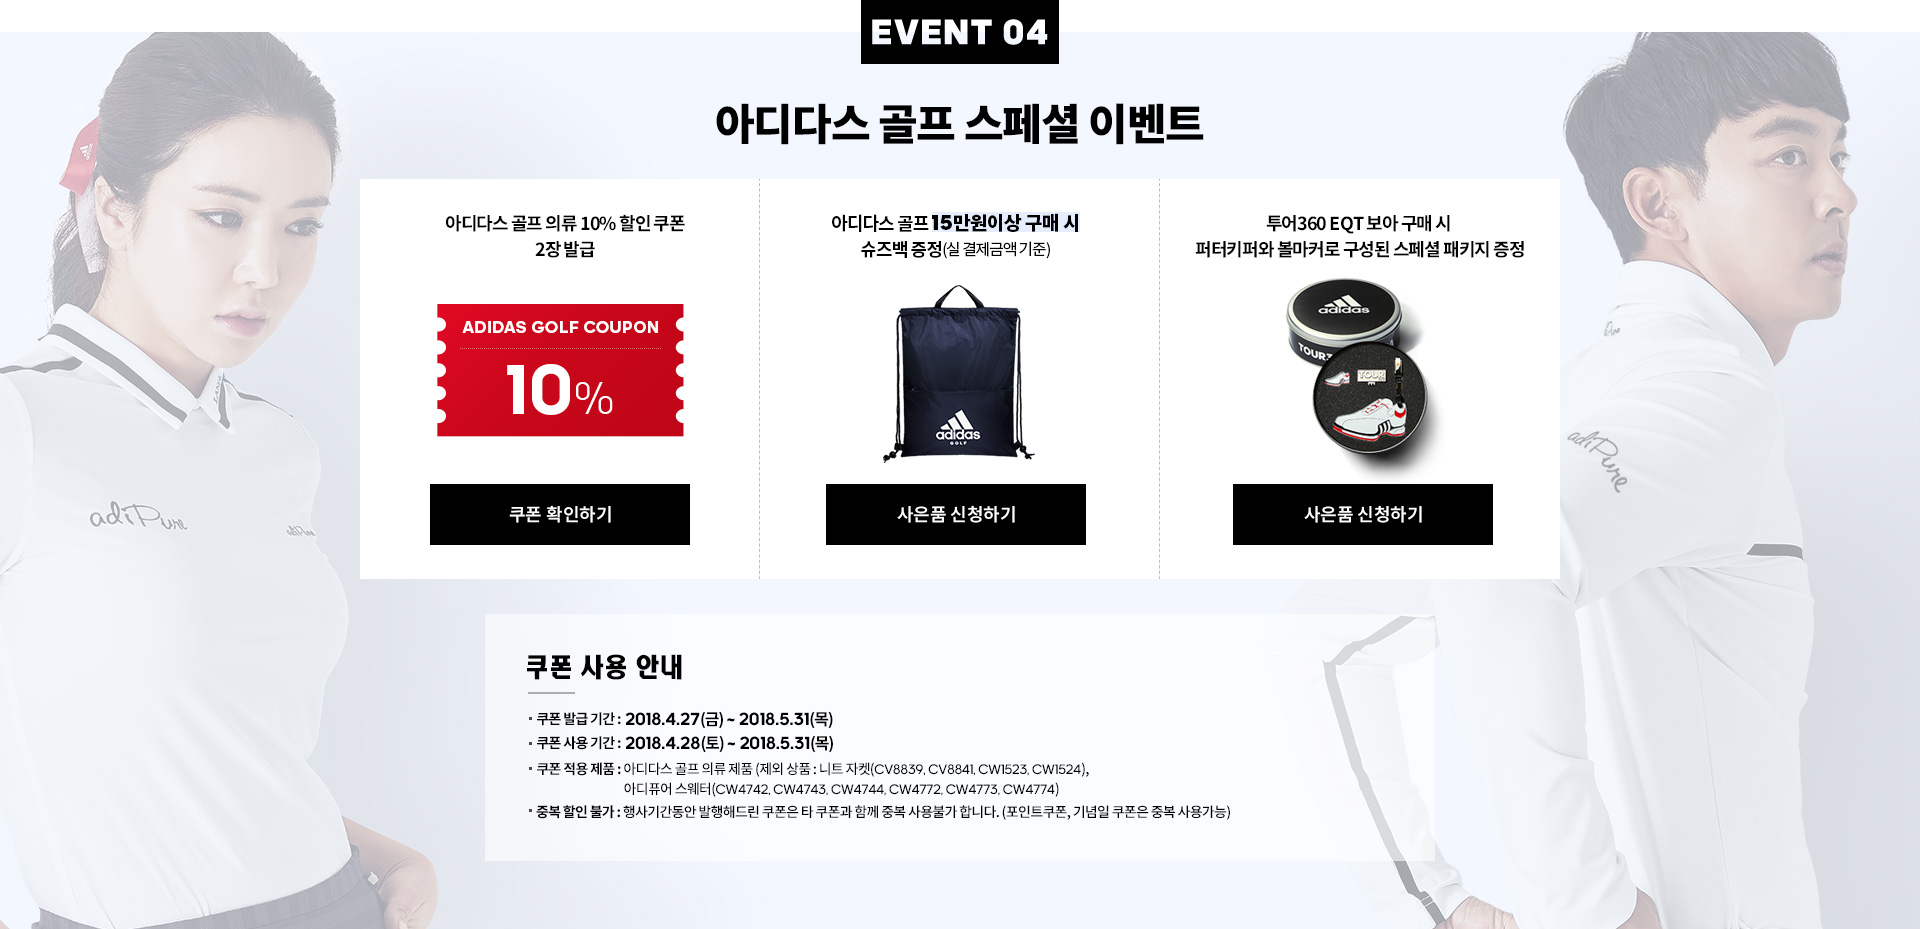 EVENT 04
아디다스 골프 스페셜 이벤트
아디다스 골프 의류 10% 할인 쿠폰
2장 발급
ADIDAS GOLF COUPON
10%
쿠폰 확인하기
아디다스 골프 15만원이상 구매 시
슈즈백 증정(실 결제금액 기준)
adidas
GOLF
사은품 신청하기
투어360 EQT 보아 구매 시
퍼터키퍼와 볼마커로 구성된 스페셜 패키지 증정
adidas
TOUR
사은품 신청하기
adiPure
adiPure
adiPure
쿠폰 사용 안내
· 쿠폰 발급 기간 : 2018.4.27(금) ~ 2018.5.31(목)
· 쿠폰 사용 기간 : 2018.4.28(토) ~ 2018.5.31(목)
· 쿠폰 적용 제품 : 아디다스 골프 의류 제품 (제외 상품 : 니트 자켓(CV8839, CV8841, CW1523, CW1524),
아디퓨어 스웨터(CW4742, CW4743, CW4744, CW4772, CW4773, CW4774)
· 중복 할인 불가 : 행사기간동안 발행해드린 쿠폰은 타 쿠폰과 함께 중복 사용불가 합니다. (포인트쿠폰, 기념일 쿠폰은 중복 사용가능)